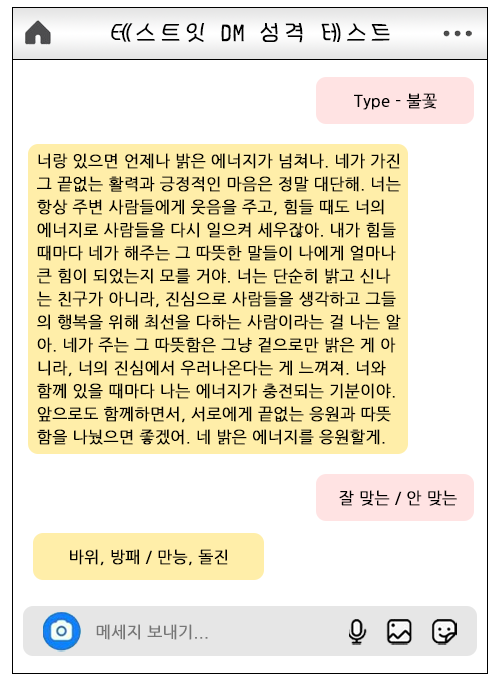 테스트잇 DM 성격 테스트
Type - 불꽃
너랑 있으면 언제나 밝은 에너지가 넘쳐나. 네가 가진
그 끝없는 활력과 긍정적인 마음은 정말 대단해. 너는
항상 주변 사람들에게 웃음을 주고, 힘들 때도 너의
에너지로 사람들을 다시 일으켜 세우잖아. 내가 힘들
때마다 네가 해주는 그 따뜻한 말들이 나에게 얼마나
큰 힘이 되었는지 모를 거야. 너는 단순히 밝고 신나
는 친구가 아니라, 진심으로 사람들을 생각하고 그들
의 행복을 위해 최선을 다하는 사람이라는 걸 나는 알
아. 네가 주는 그 따뜻함은 그냥 겉으로만 밝은 게 아
니라, 너의 진심에서 우러나온다는 게 느껴져. 너와
함께 있을 때마다 나는 에너지가 충전되는 기분이야.
앞으로도 함께하면서, 서로에게 끝없는 응원과 따뜻
함을 나눴으면 좋겠어. 네 밝은 에너지를 응원할게.
잘 맞는 / 안 맞는
바위, 방패 / 만능, 돌진
메세지 보내기...